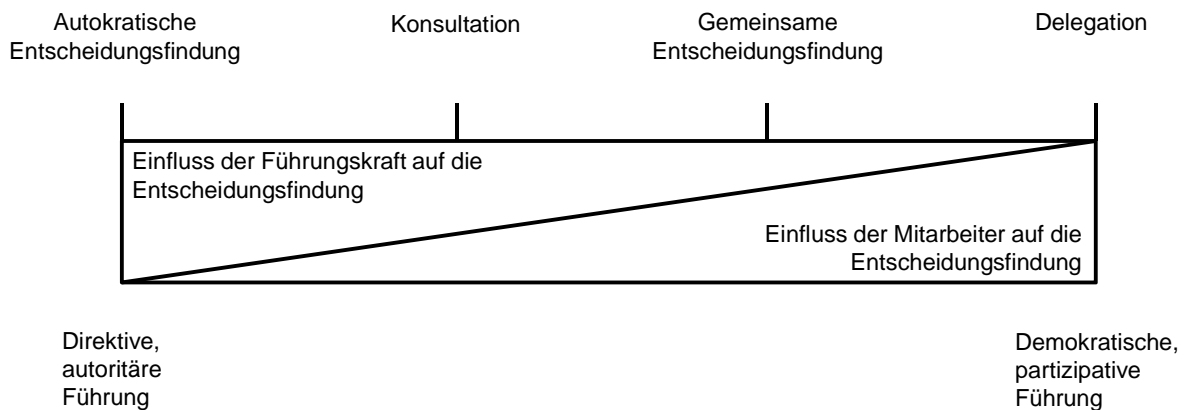 Autokratische
Entscheidungsfindung
Konsultation
Gemeinsame
Entscheidungsfindung
Delegation
Einfluss der Führungskraft auf die
Entscheidungsfindung
Einfluss der Mitarbeiter auf die
Entscheidungsfindung
Direktive,
autoritäre
Führung
Demokratische,
partizipative
Führung